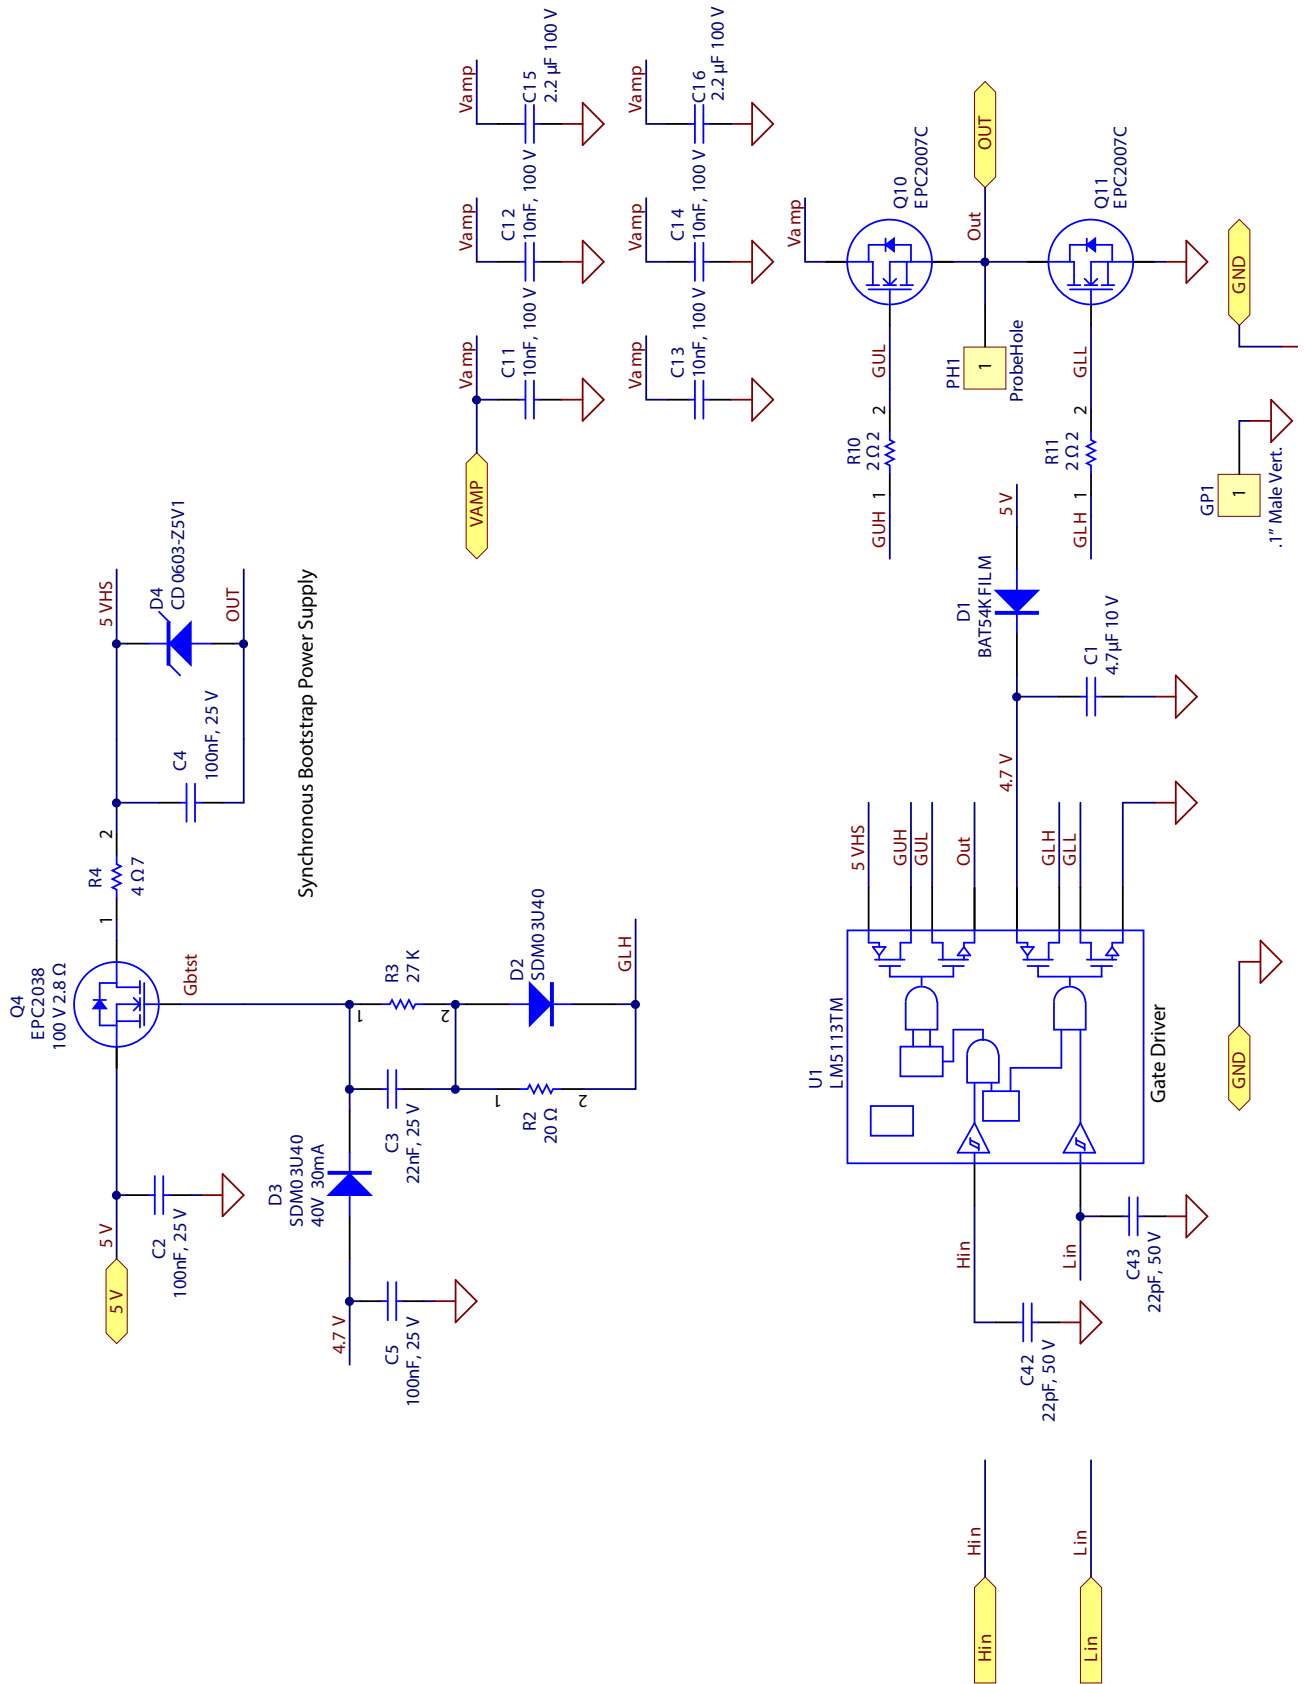 5 V
5 V
C2
100nF, 25 V
Q4
EPC2038
100 V 2.8 Ω
Gbtst
1
R4
2
4 Ω 7
C4
100nF, 25 V
5 VHS
D4
CD0603-Z5V1
OUT
Synchronous Bootstrap Power Supply
4.7 V
C5
100nF, 25 V
D3
SDM03U40
40V 30mA
C3
22nF, 25 V
1
R3
27 K
2
1
R2
20 Ω
2
D2
SDM03U40
GLH
VAMP
Vamp
C11
10nF, 100 V
Vamp
C12
10nF, 100 V
Vamp
C15
2.2 µF 100 V
Vamp
C13
10nF, 100 V
Vamp
C14
10nF, 100 V
Vamp
C16
2.2 µF 100 V
Hin
Hin
Lin
Lin
Hin
C42
22pF, 50 V
Lin
C43
22pF, 50 V
U1
LM5113TM
Gate Driver
5 VHS
GUH
GUL
Out
4.7 V
GLH
GLL
C1
4.7µF 10 V
D1
BAT54KFILM
5 V
GUH
1
R10
2 Ω 2
2
GUL
Vamp
Q10
EPC2007C
PH1
1
ProbeHole
Out
OUT
GLH
1
R11
2 Ω 2
2
GLL
Q11
EPC2007C
GND
GP1
1
.1" Male Vert.
GND